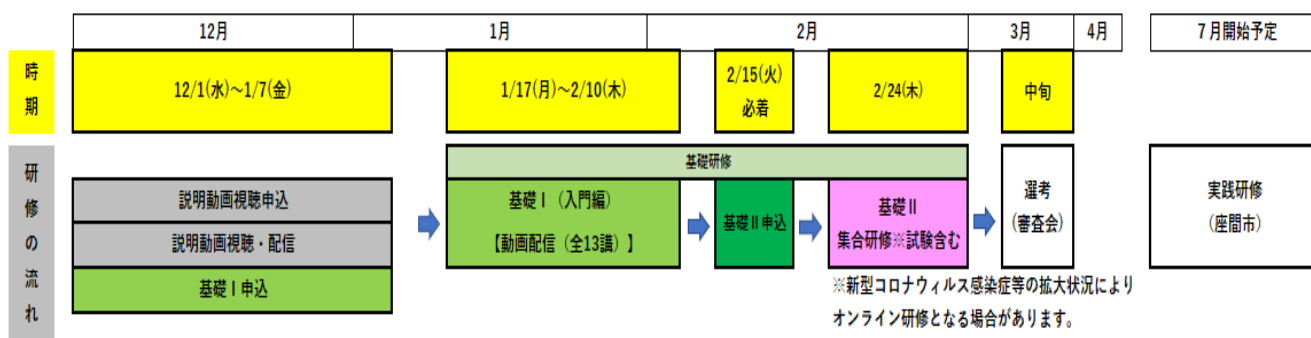 12月
1月
2月
3月
4月
7月開始予定
時期
12/1(水)～1/7(金)
1/17(月)～2/10(木)
2/15(火)
必着
2/24(木)
中旬
研修の流れ
基礎研修
説明動画視聴申込
説明動画視聴・配信
基礎Ⅰ申込
基礎Ⅰ（入門編）
【動画配信（全13講）】
基礎Ⅱ申込
基礎Ⅱ
集合研修※試験含む
選考
(審査会)
実践研修
(座間市)
※新型コロナウィルス感染症等の拡大状況により
オンライン研修となる場合があります。